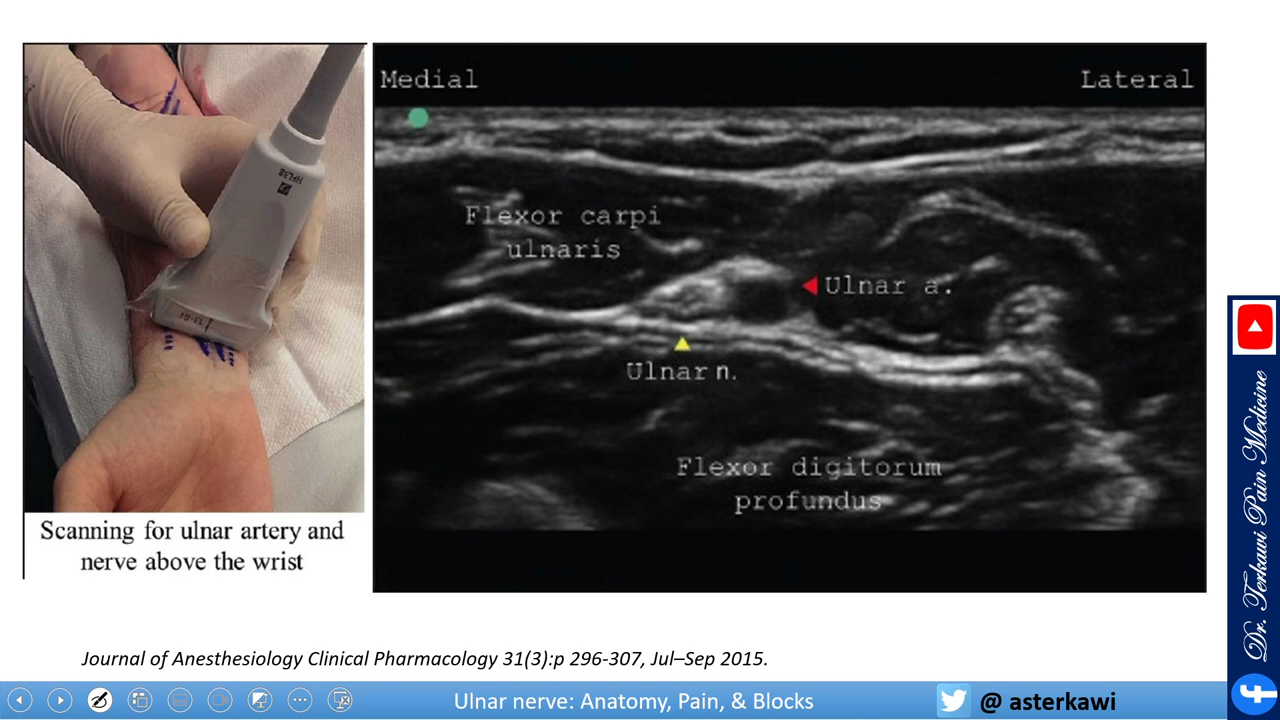 Medial
Lateral
Flexor carpi
ulnaris
Ulnar a.
Ulnar n.
Flexor digitorum
profundus
HFL38
Scanning for ulnar artery and
nerve above the wrist
Journal of Anesthesiology Clinical Pharmacology 31(3):p 296-307, Jul–Sep 2015.
Ulnar nerve: Anatomy, Pain, & Blocks
@ asterkawi
Dr. Terkawi Pain Medicine